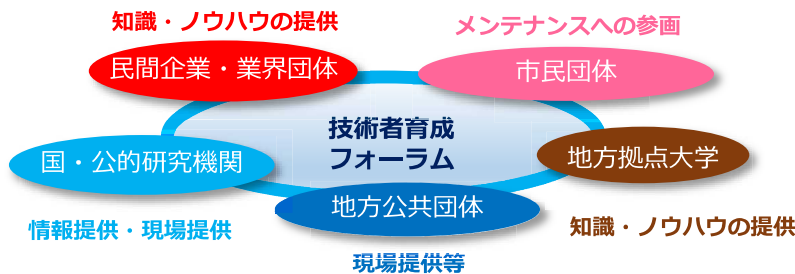 知識・ノウハウの提供
メンテナンスへの参画
民間企業・業界団体
市民団体
技術者育成
フォーラム
国・公的研究機関
地方拠点大学
地方公共団体
情報提供・現場提供
知識・ノウハウの提供
現場提供等